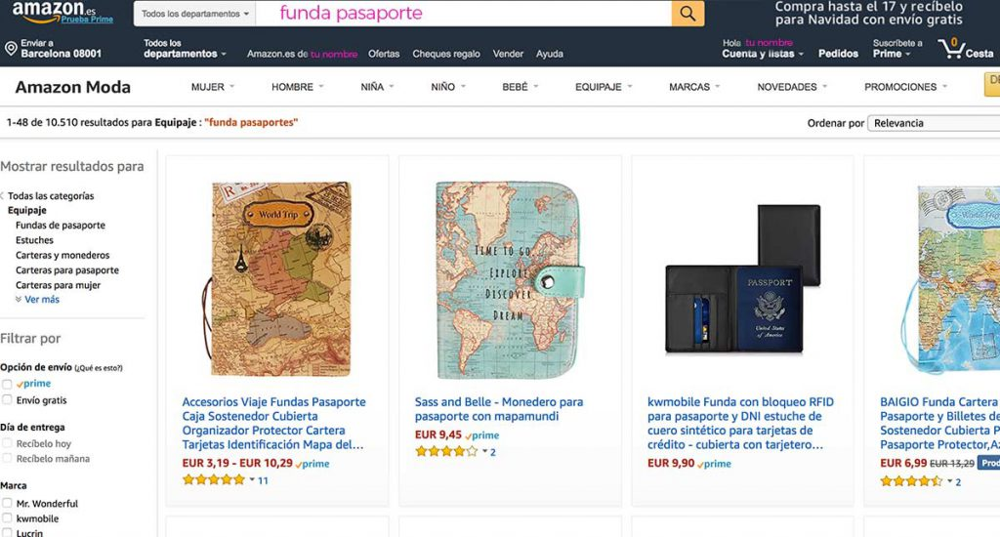 amazon.es
Prueba Prime
Todos los departamentos
funda pasaporte
Compra hasta el 17 y recíbelo
para Navidad con envío gratis
Enviar a
Barcelona 08001
Todos los
departamentos
Amazon.es de tu nombre
Ofertas
Cheques regalo
Vender
Ayuda
Hola tu nombre
Cuenta y listas
Pedidos
Suscríbete a
Prime
0
Cesta
Amazon Moda
MUJER
HOMBRE
NIÑA
NIÑO
BEBÉ
EQUIPAJE
MARCAS
NOVEDADES
PROMOCIONES
DE
1-48 de 10.510 resultados para Equipaje : "funda pasaportes"
Ordenar por
Relevancia
Mostrar resultados para
Todas las categorías
Equipaje
Fundas de pasaporte
Estuches
Carteras y monederos
Carteras para pasaporte
Carteras para mujer
Ver más
Filtrar por
Opción de envío (¿Qué es esto?)
prime
Envío gratis
Día de entrega
Recíbelo hoy
Recíbelo mañana
Marca
Mr. Wonderful
kwmobile
Lucrin
World Trip
Accesorios Viaje Fundas Pasaporte
Caja Sostenedor Cubierta
Organizador Protector Cartera
Tarjetas Identificación Mapa del...
EUR 3,19 - EUR 10,29 prime
11
TIME TO GO
EXPLORE
DISCOVER
DREAM
Sass and Belle - Monedero para
pasaporte con mapamundi
EUR 9,45 prime
2
PASSPORT
United States
of America
kwmobile Funda con bloqueo RFID
para pasaporte y DNI estuche de
cuero sintético para tarjetas de
crédito - cubierta con tarjetero...
EUR 9,90 prime
World Trip
BAIGIO Funda Cartera
Pasaporte y Billetes de
Sostenedor Cubierta P
Pasaporte Protector,Az
EUR 6,99 EUR 13,29 Prod
2